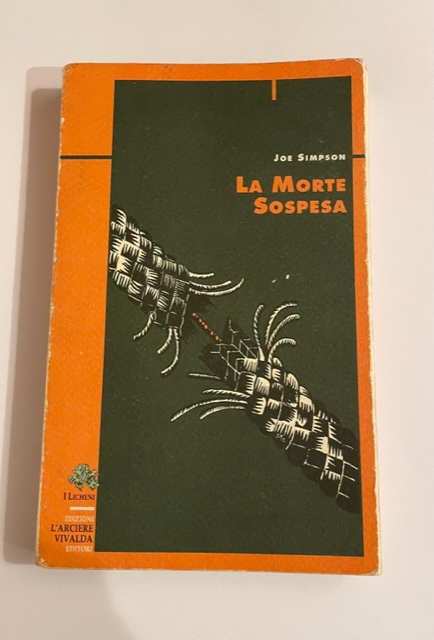 JOE SIMPSON
LA MORTE
SOSPESA
I LICHENI
EDIZIONI
L'ARCIERE
VIVALDA
EDITORI